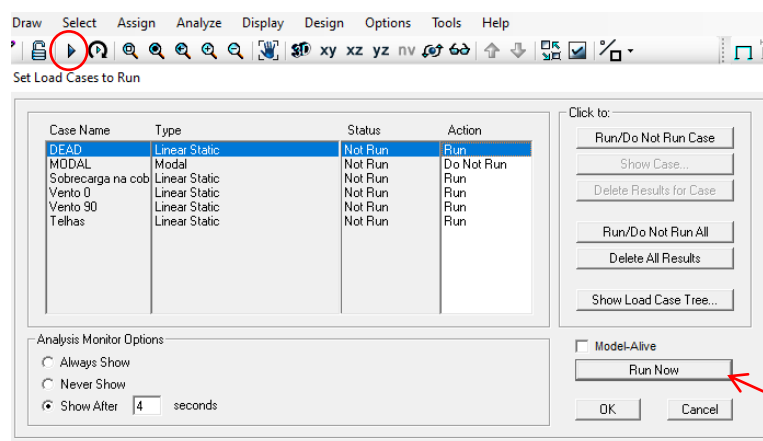 Draw Select Assign Analyze Display Design Options Tools Help
3D xy xz yz nv
Set Load Cases to Run
Click to:
Case Name Type Status Action
DEAD Linear Static Not Run Run
MODAL Modal Not Run Do Not Run
Sobrecarga na cob Linear Static Not Run Run
Vento 0 Linear Static Not Run Run
Vento 90 Linear Static Not Run Run
Telhas Linear Static Not Run Run
Run/Do Not Run Case
Show Case...
Delete Results for Case
Run/Do Not Run All
Delete All Results
Show Load Case Tree...
Analysis Monitor Options
Always Show
Never Show
Show After 4 seconds
Model-Alive
Run Now
OK Cancel